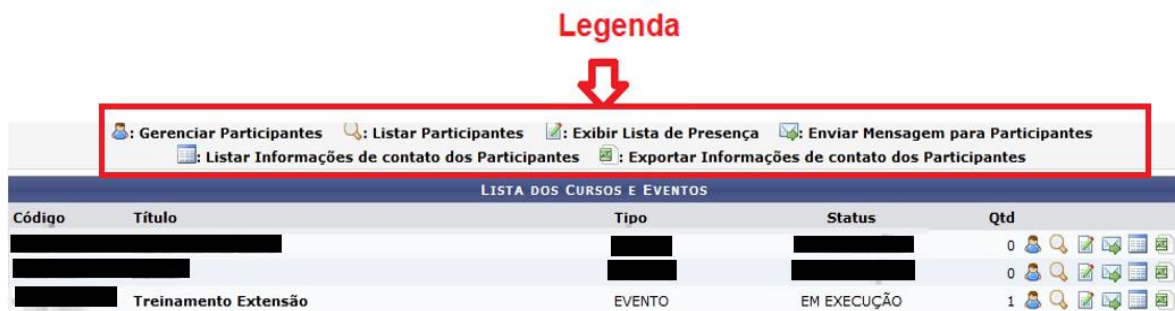 Legenda
: Gerenciar Participantes : Listar Participantes : Exibir Lista de Presença : Enviar Mensagem para Participantes
: Listar Informações de contato dos Participantes : Exportar Informações de contato dos Participantes
LISTA DOS CURSOS E EVENTOS
Código Título Tipo Status Qtd
0
0
Treinamento Extensão EVENTO EM EXECUÇÃO 1